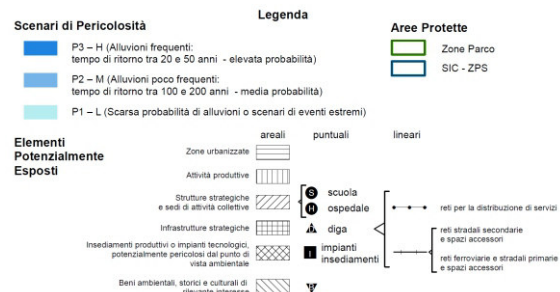 Legenda
Scenari di Pericolosità
P3 – H (Alluvioni frequenti:
tempo di ritorno tra 20 e 50 anni - elevata probabilità)
P2 – M (Alluvioni poco frequenti:
tempo di ritorno tra 100 e 200 anni - media probabilità)
P1 – L (Scarsa probabilità di alluvioni o scenari di eventi estremi)
Aree Protette
Zone Parco
SIC - ZPS
Elementi
Potenzialmente
Esposti
areali
puntuali
lineari
Zone urbanizzate
Attività produttive
Strutture strategiche
e sedi di attività collettive
Infrastrutture strategiche
Insediamenti produttivi o impianti tecnologici,
potenzialmente pericolosi dal punto di
vista ambientale
Beni ambientali, storici e culturali di
rilevante interesse
S scuola
H ospedale
diga
I impianti
insediamenti
reti per la distribuzione di servizi
reti stradali secondarie
e spazi accessori
reti ferroviarie e stradali primarie
e spazi accessori